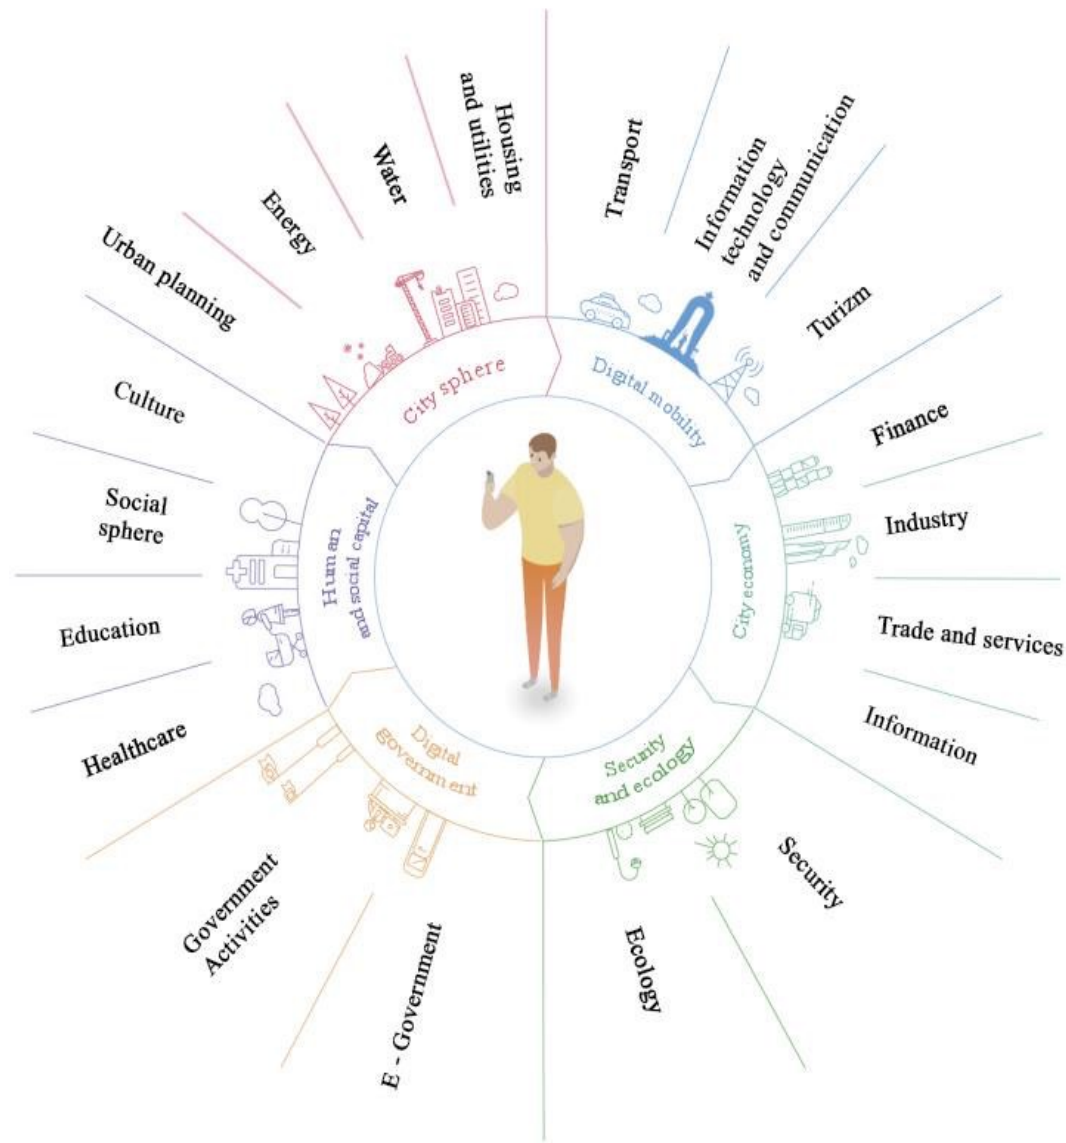 Housing
and utilities
Transport
Information
technology
and communication
Turizm
Finance
Industry
Trade and services
Information
Security
Ecology
E - Government
Government
Activities
Healthcare
Education
Social
sphere
Culture
Urban planning
Energy
Water
City sphere
Digital mobility
City economy
Security
and ecology
Digital
government
Human
and social capital